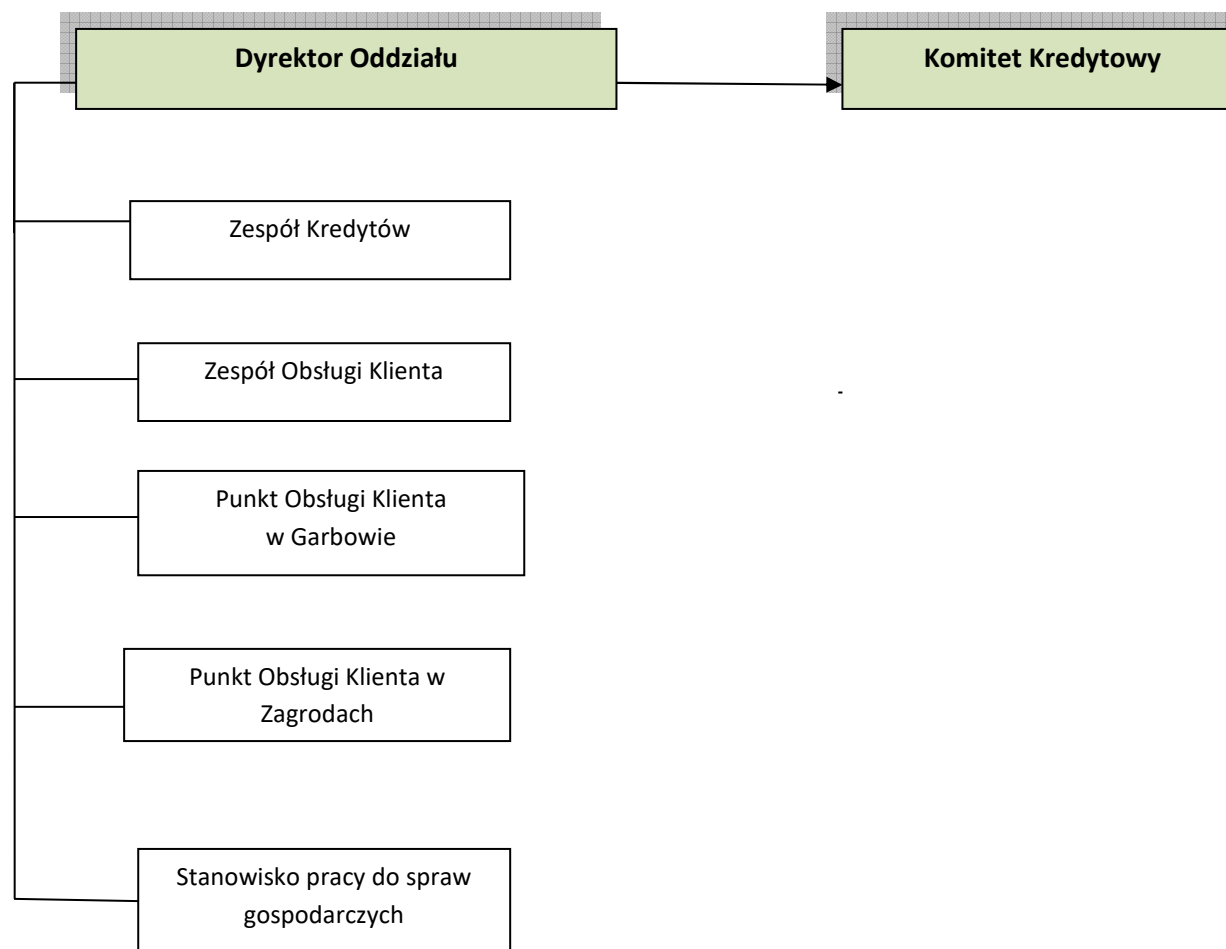 Dyrektor Oddziału
Komitet Kredytowy
Zespół Kredytów
Zespół Obsługi Klienta
-
Punkt Obsługi Klienta
w Garbowie
Punkt Obsługi Klienta w
Zagrodach
Stanowisko pracy do spraw
gospodarczych